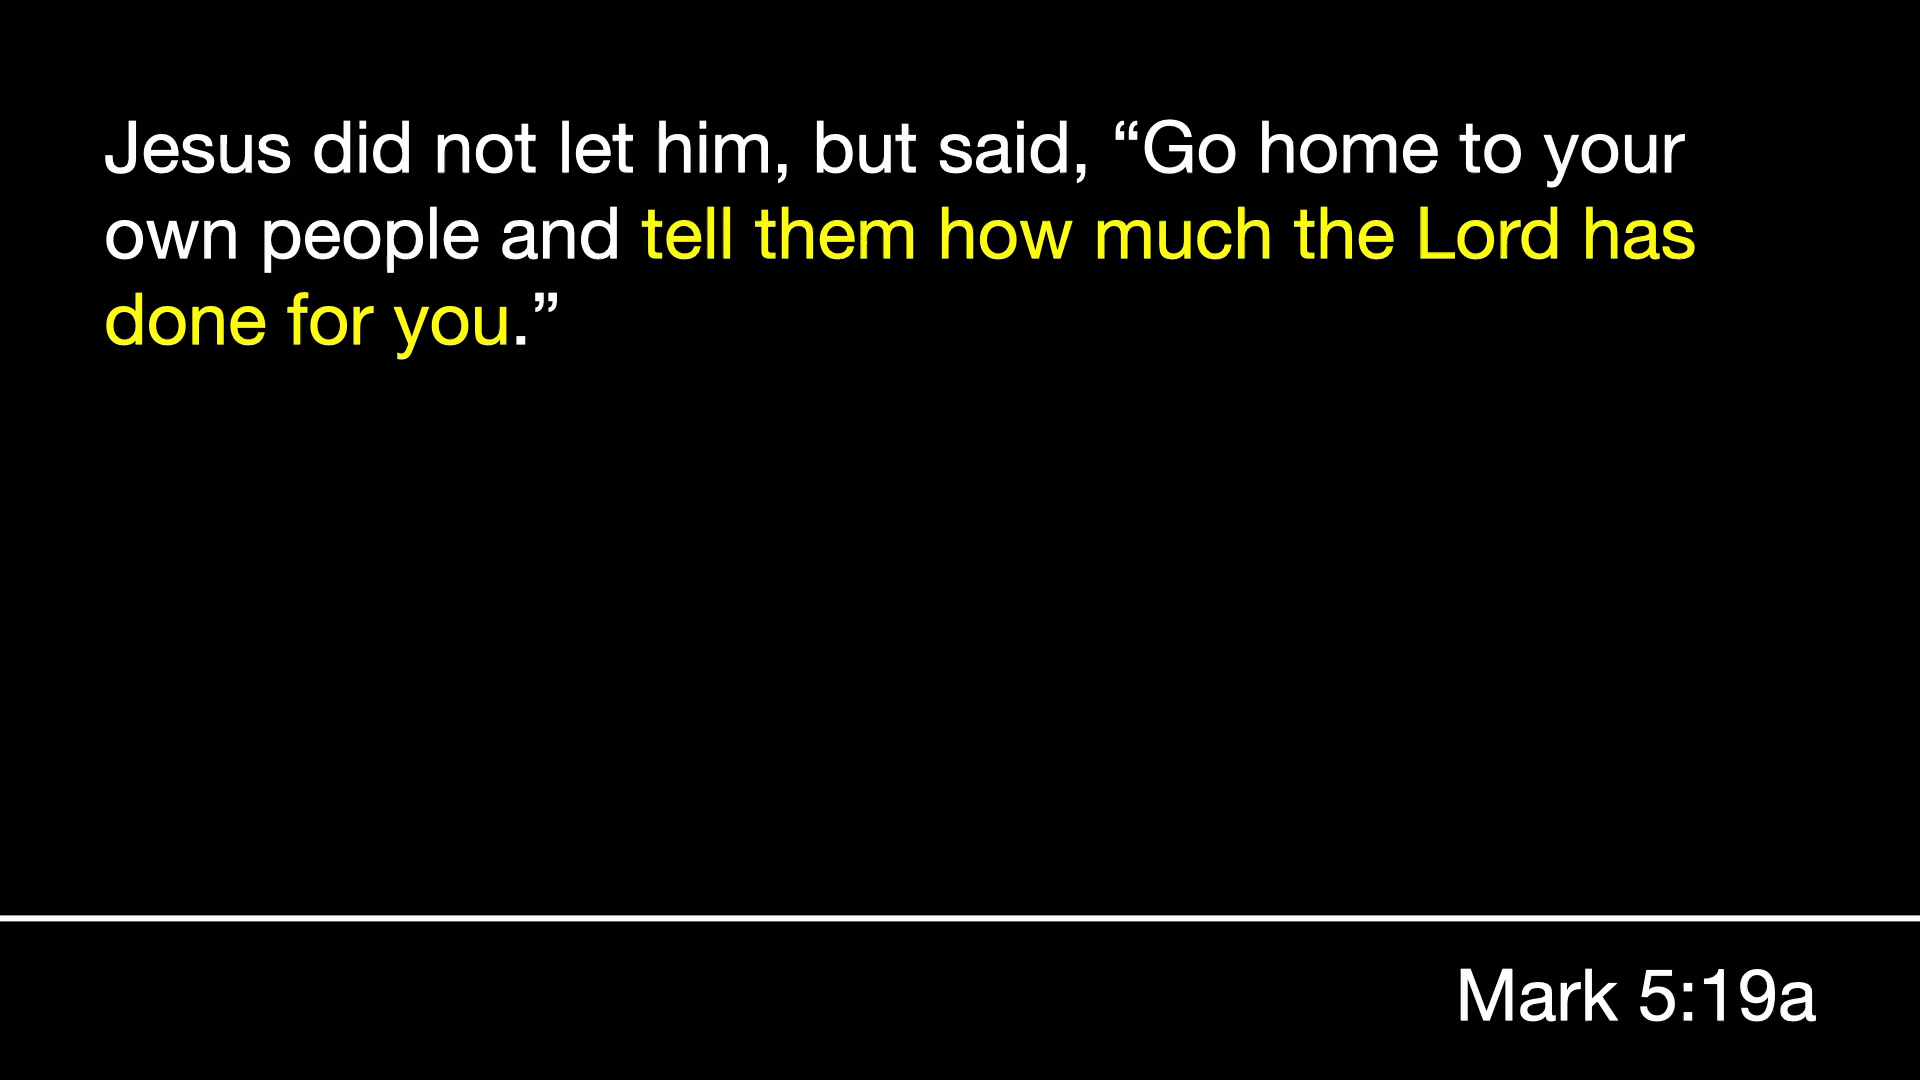 Jesus did not let him, but said, “Go home to your
own people and tell them how much the Lord has
done for you.”
Mark 5:19a